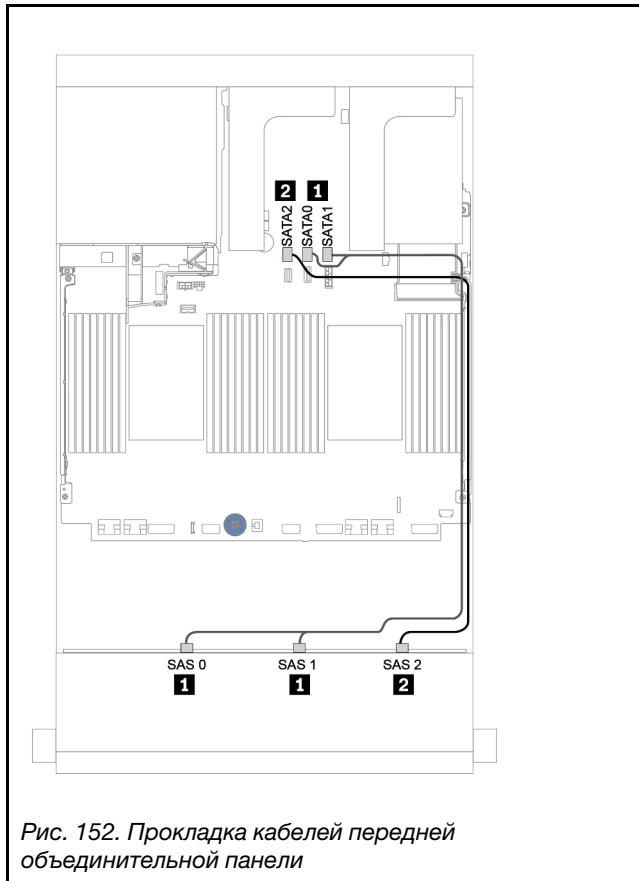 2 1
SATA2
SATA0
SATA1
SAS 0
SAS 1
SAS 2
1
1
2
Рис. 152. Прокладка кабелей передней
объединительной панели